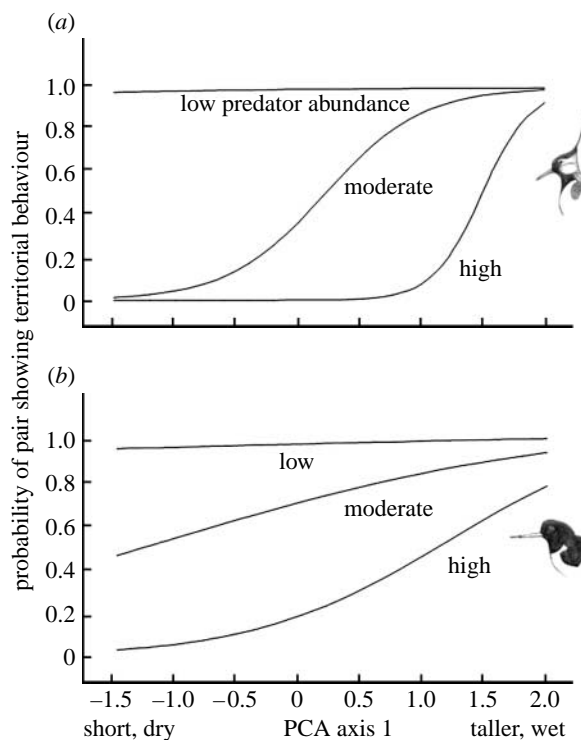 (a)
1.0
0.8
0.6
0.4
0.2
0
low predator abundance
moderate
high
probability of pair showing territorial behaviour
(b)
1.0
0.8
0.6
0.4
0.2
0
low
moderate
high
–1.5 –1.0 –0.5 0 0.5 1.0 1.5 2.0
short, dry PCA axis 1 taller, wet